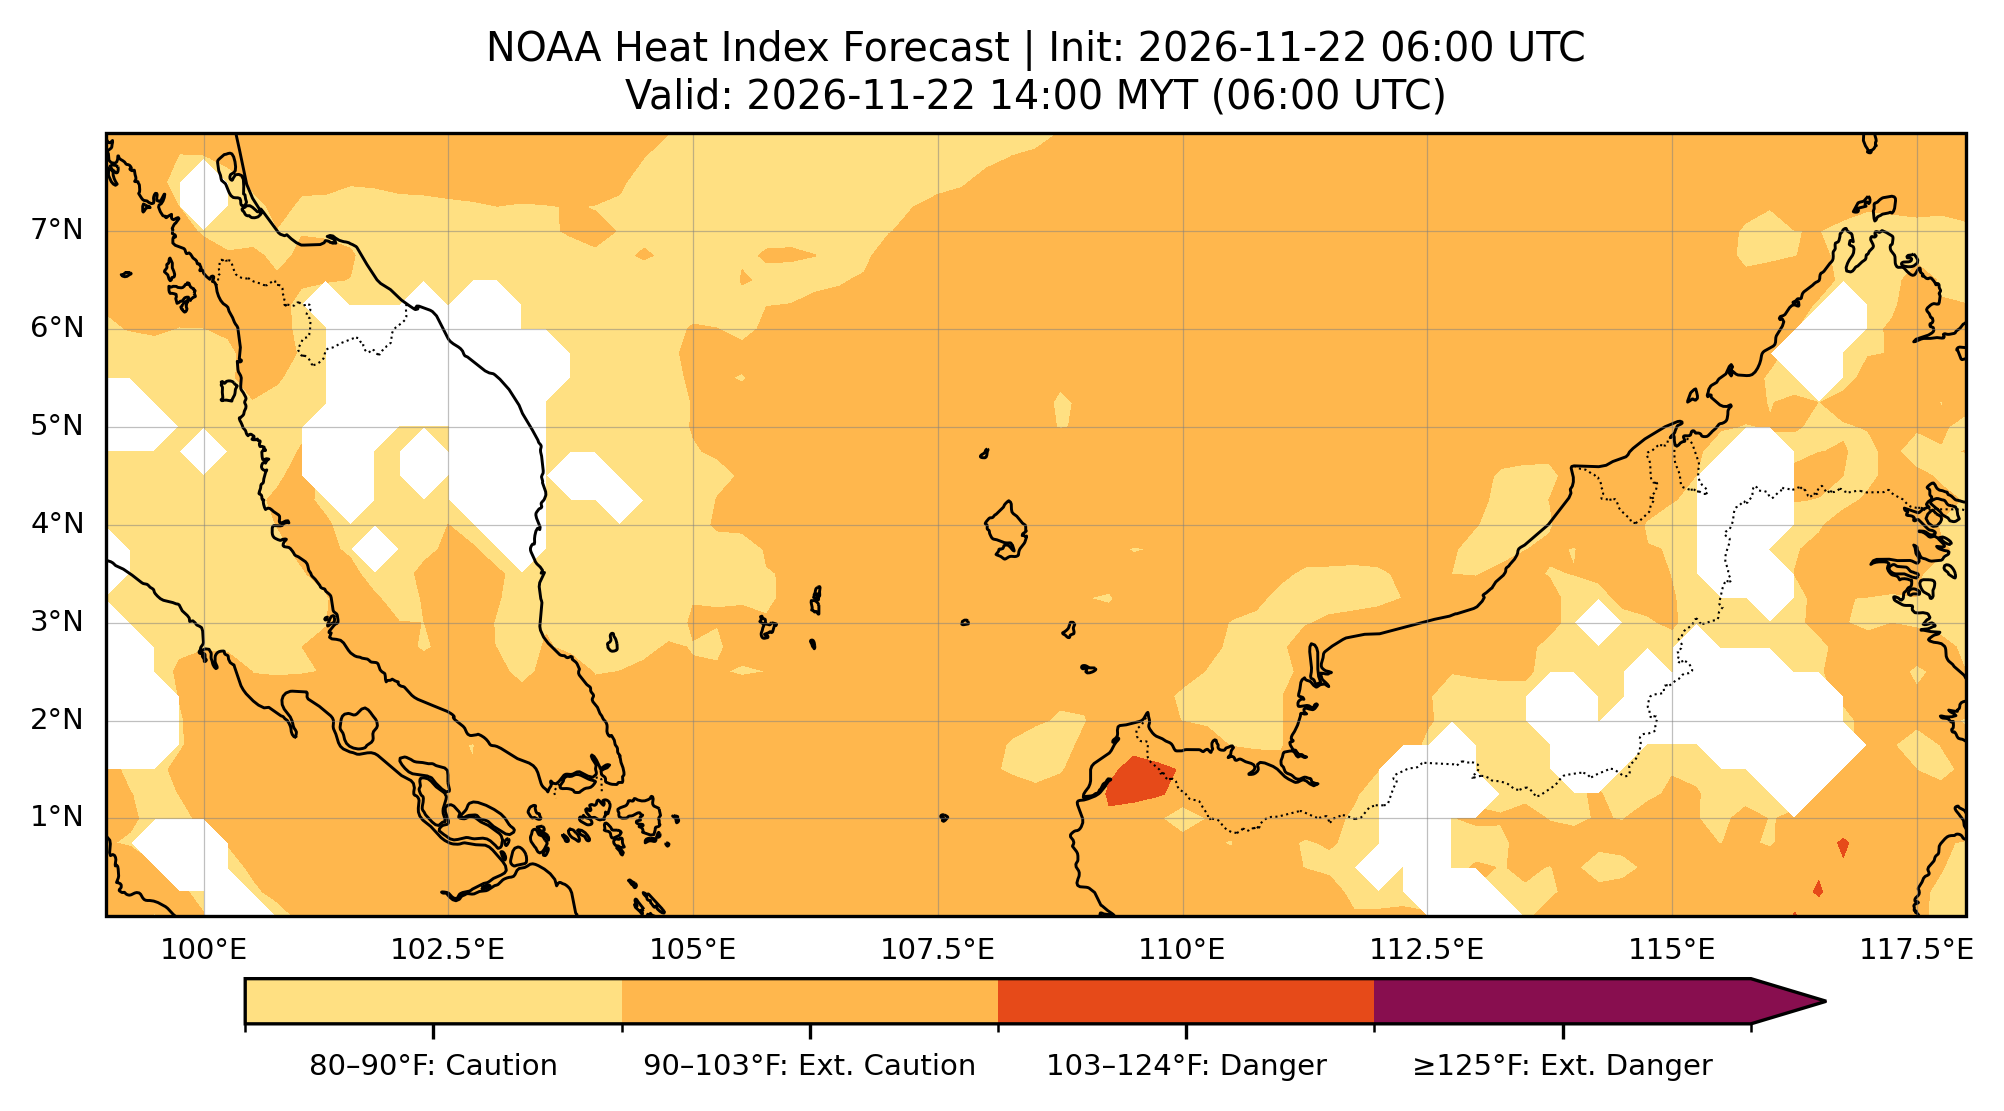 NOAA Heat Index Forecast | Init: 2026-11-22 06:00 UTC
Valid: 2026-11-22 14:00 MYT (06:00 UTC)
7°N
6°N
5°N
4°N
3°N
2°N
1°N
100°E 102.5°E 105°E 107.5°E 110°E 112.5°E 115°E 117.5°E
80–90°F: Caution 90–103°F: Ext. Caution 103–124°F: Danger ≥125°F: Ext. Danger